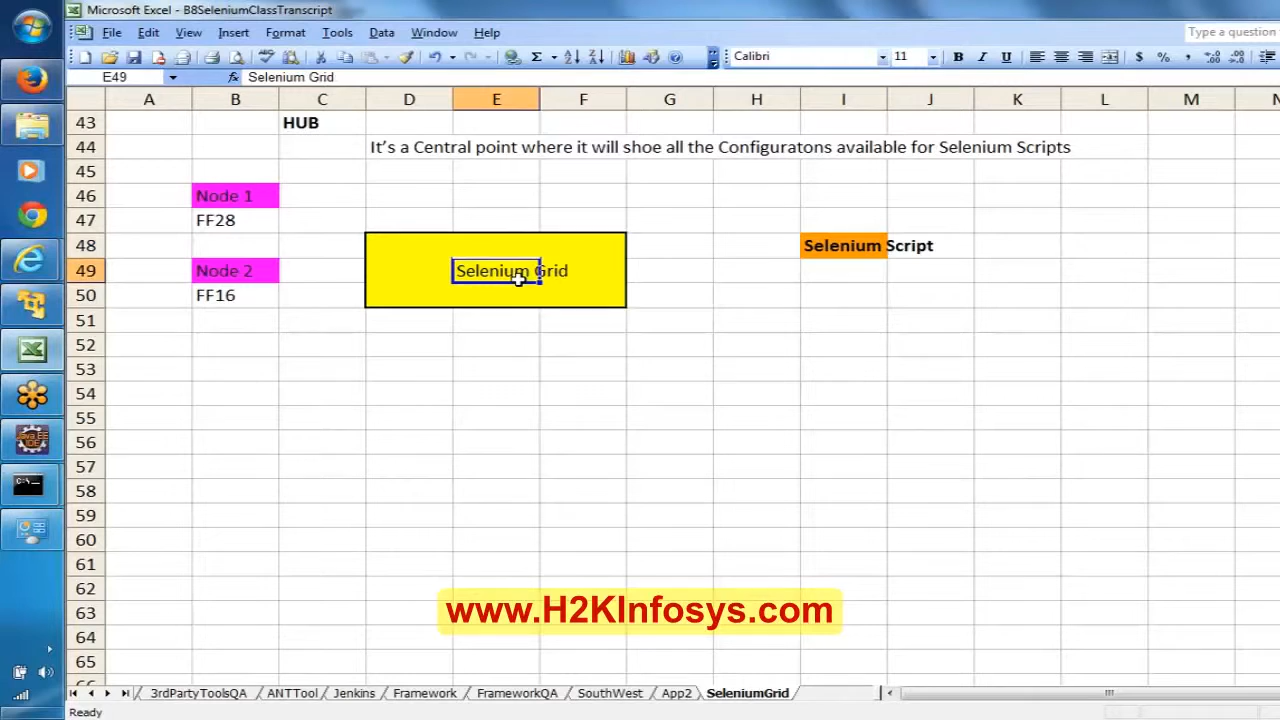 Microsoft Excel - B8SeleniumClassTranscript
File Edit View Insert Format Tools Data Window Help
Type a question
Calibri 11 B I U $ % ,
E49 fx Selenium Grid
A B C D E F G H I J K L M
43 HUB
44 It's a Central point where it will shoe all the Configuratons available for Selenium Scripts
45
46 Node 1
47 FF28
48 Selenium Script
49 Node 2 Selenium Grid
50 FF16
51
52
53
54
55
56
57
58
59
60
61
62
63
64
65
www.H2KInfosys.com
3rdPartyToolsQA ANTTool Jenkins Framework FrameworkQA SouthWest App2 SeleniumGrid
Ready